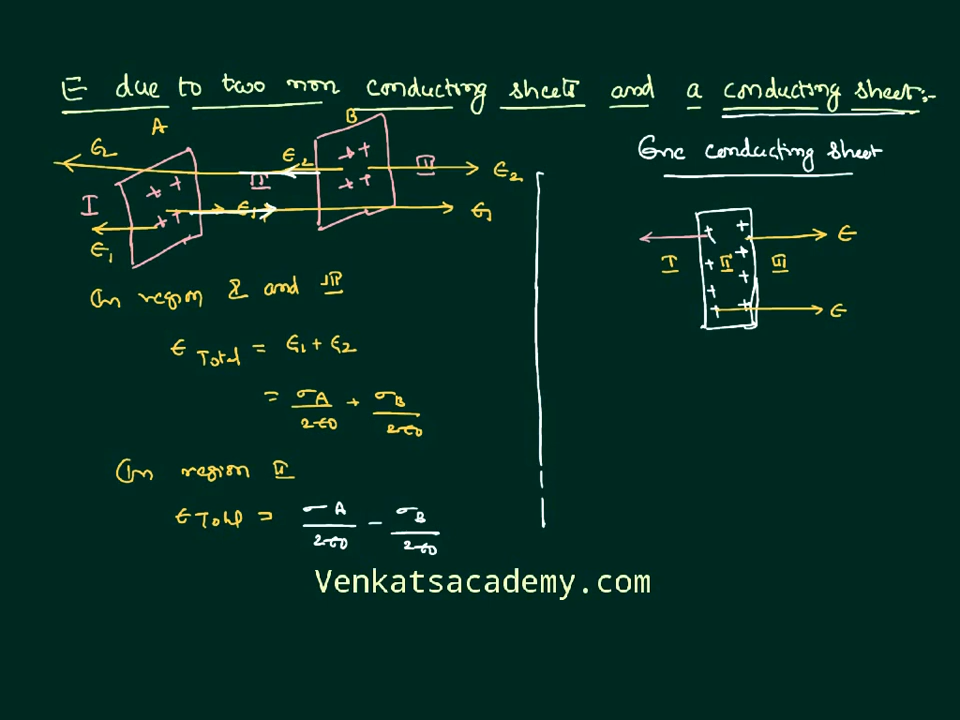 E due to two non conducting sheets and a conducting sheet:-
A
B
E2
E2
II
III
E2
I
E1
E1
E1
In region I and III
E Total = E1 + E2
= σA/2ε0 + σB/2ε0
In region II
E Total = σA/2ε0 - σB/2ε0
One conducting sheet
E
I
II
III
E
Venkatsacademy.com